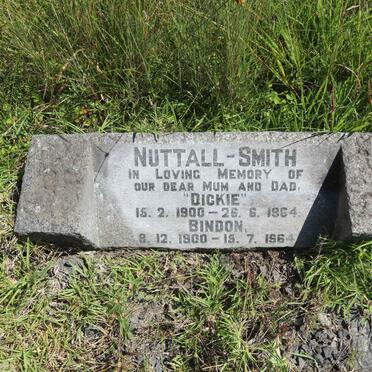 NUTTALL-SMITH
IN LOVING MEMORY OF
OUR DEAR MUM AND DAD.
"DICKIE"
15. 2. 1900 - 26. 6. 1964.
BINDON.
8. 12. 1900 - 15. 7. 1964